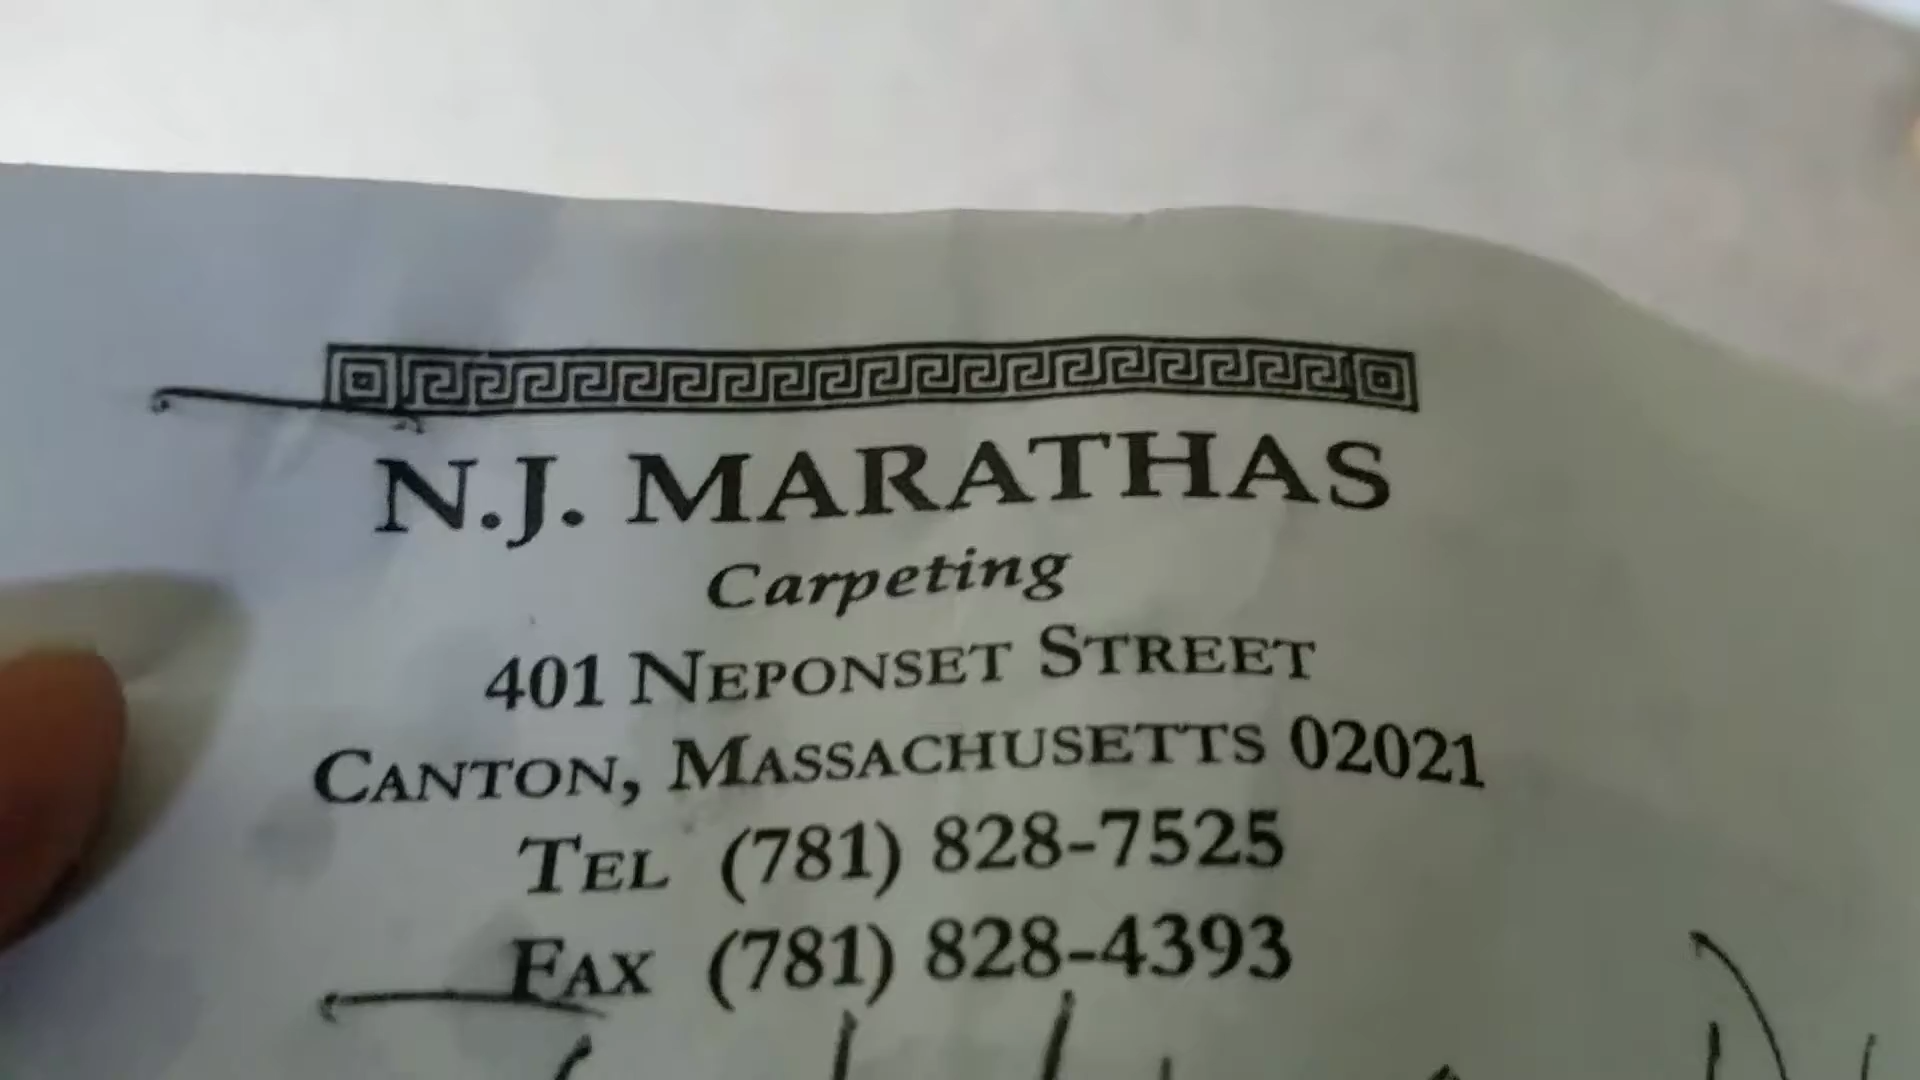 N.J. MARATHAS
Carpeting
401 NEPONSET STREET
CANTON, MASSACHUSETTS 02021
TEL (781) 828-7525
FAX (781) 828-4393